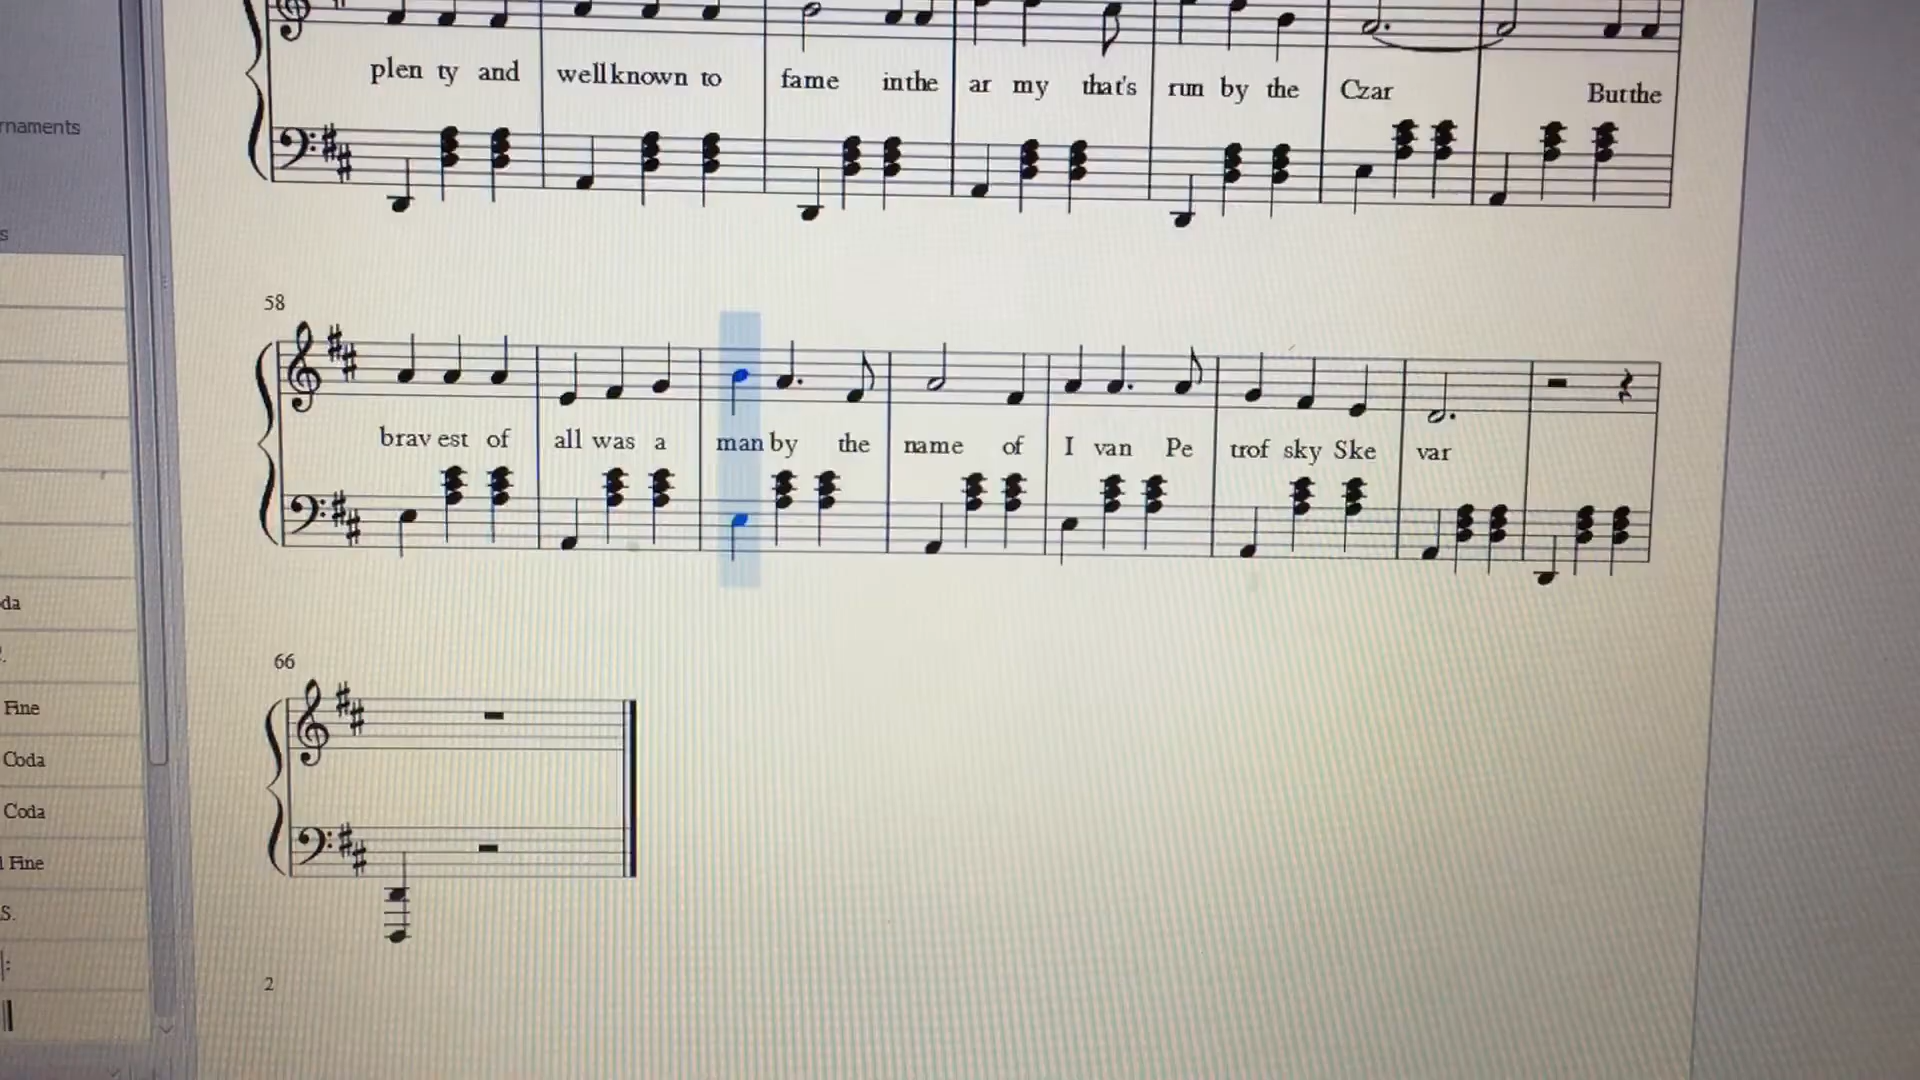 plen ty and well known to fame in the ar my that's run by the Czar But the
rnaments
s
58
brav est of all was a man by the name of I van Pe trof sky Ske var
da
66
Fine
Coda
Coda
l Fine
S.
2